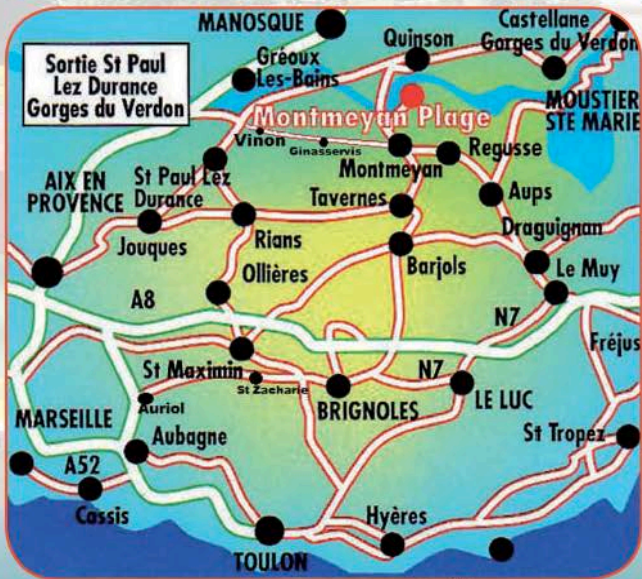 MANOSQUE
Castellane
Gorges du Verdon
Quinson
Sortie St Paul
Lez Durance
Gorges du Verdon
Gréoux
Les-Bains
Montmeyan Plage
MOUSTIER
STE MARIE
Vinon
Ginasservis
Montmeyan
Regusse
AIX EN
PROVENCE
St Paul Lez
Durance
Tavernes
Aups
Jouques
Rians
Draguignan
Ollières
Barjols
Le Muy
A8
N7
Fréjus
St Maximin
St Zacharie
N7
BRIGNOLES
LE LUC
Auriol
MARSEILLE
Aubagne
St Tropez
A52
Cassis
Hyères
TOULON